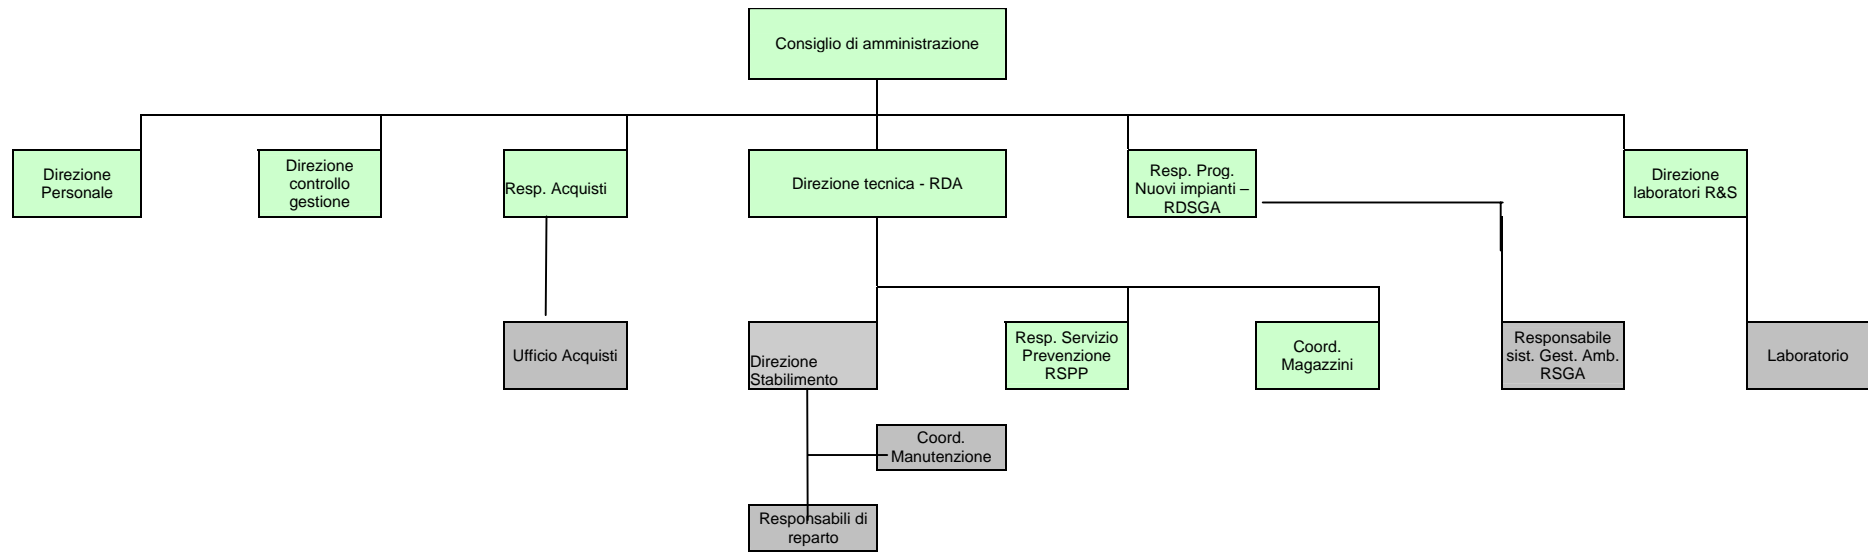 Consiglio di amministrazione
Direzione
Personale
Direzione
controllo
gestione
Resp. Acquisti
Direzione tecnica - RDA
Resp. Prog.
Nuovi impianti –
RDSGA
Direzione
laboratori R&S
Ufficio Acquisti
Direzione
Stabilimento
Resp. Servizio
Prevenzione
RSPP
Coord.
Magazzini
Responsabile
sist. Gest. Amb.
RSGA
Laboratorio
Coord.
Manutenzione
Responsabili di
reparto